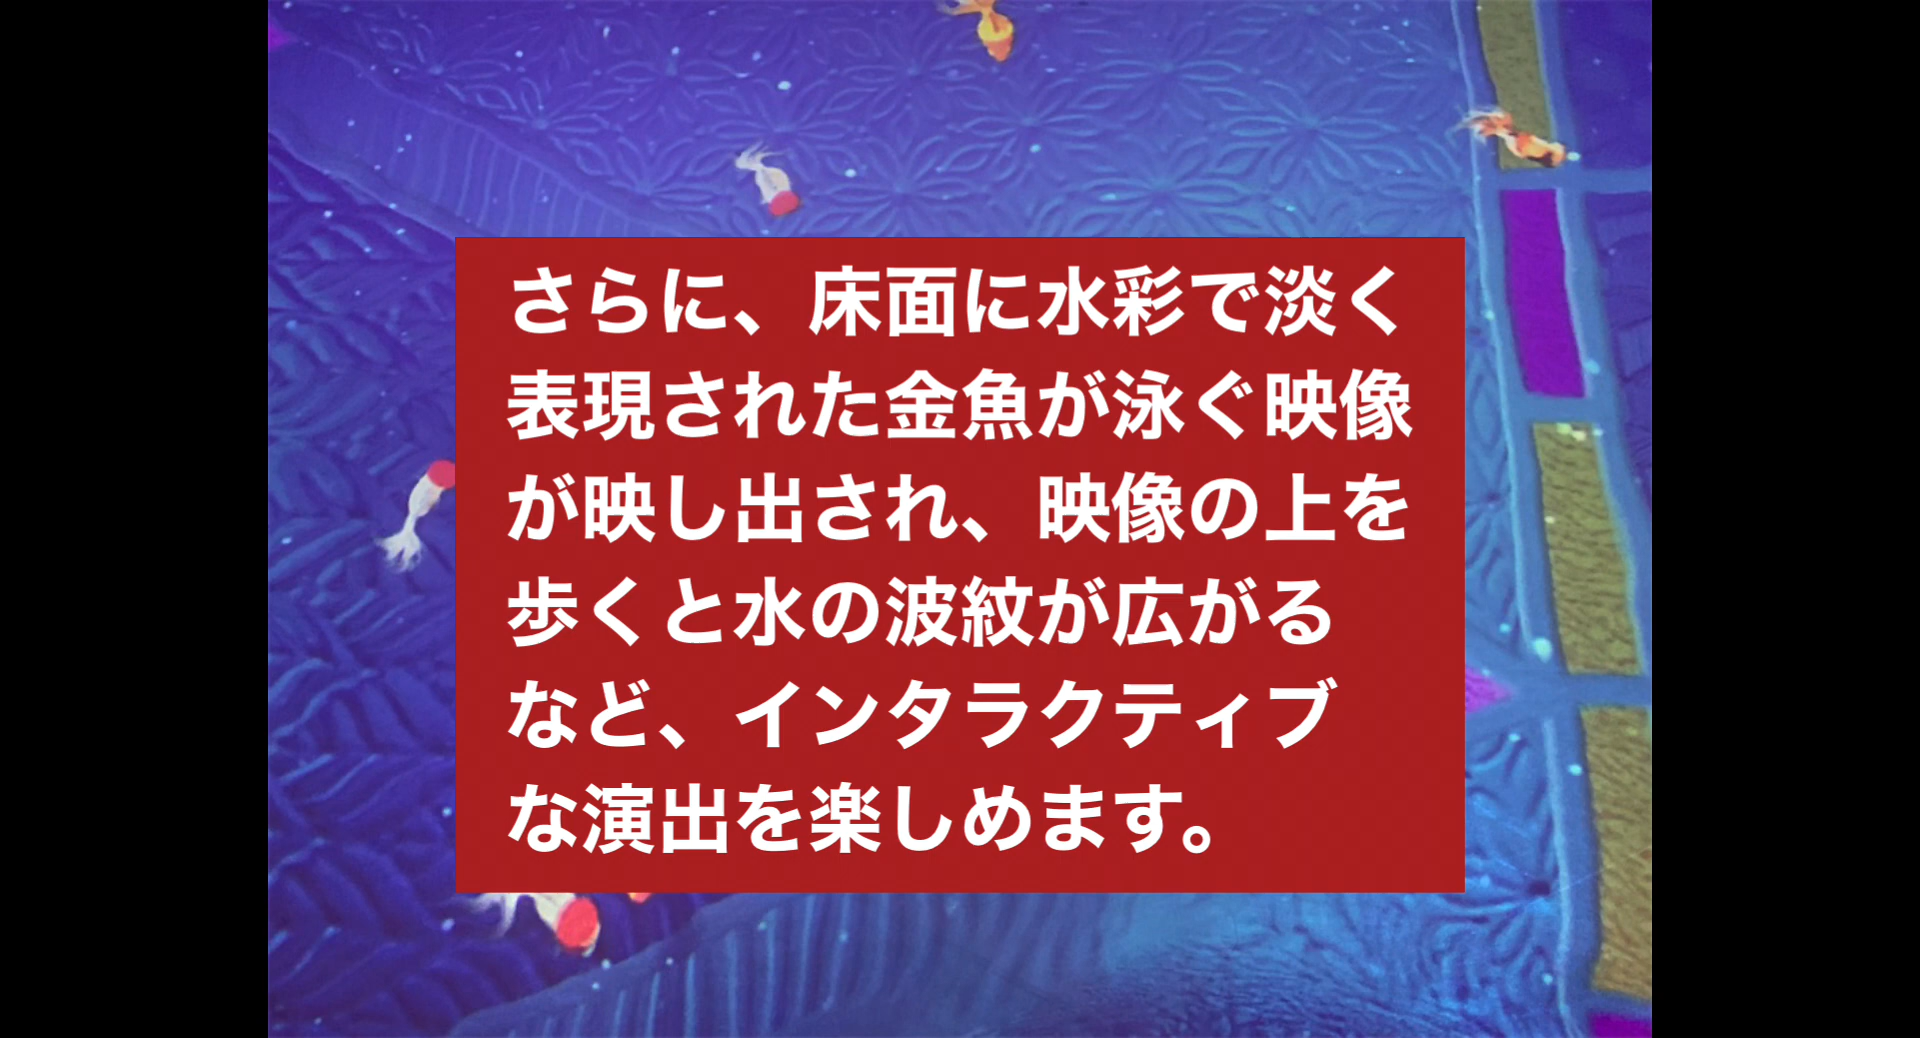 さらに、床面に水彩で淡く
表現された金魚が泳ぐ映像
が映し出され、映像の上を
歩くと水の波紋が広がる
など、インタラクティブ
な演出を楽しめます。